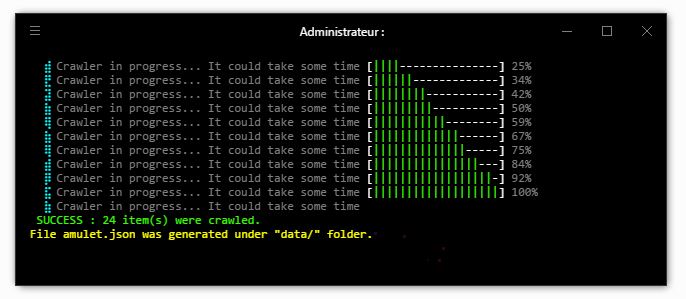 Administrateur :
Crawler in progress... It could take some time [||||---------------] 25%
Crawler in progress... It could take some time [||||||-------------] 34%
Crawler in progress... It could take some time [||||||||-----------] 42%
Crawler in progress... It could take some time [|||||||||----------] 50%
Crawler in progress... It could take some time [|||||||||||--------] 59%
Crawler in progress... It could take some time [|||||||||||||------] 67%
Crawler in progress... It could take some time [||||||||||||||-----] 75%
Crawler in progress... It could take some time [||||||||||||||||---] 84%
Crawler in progress... It could take some time [||||||||||||||||||-] 92%
Crawler in progress... It could take some time [|||||||||||||||||||] 100%
Crawler in progress... It could take some time
SUCCESS : 24 item(s) were crawled.
File amulet.json was generated under "data/" folder.